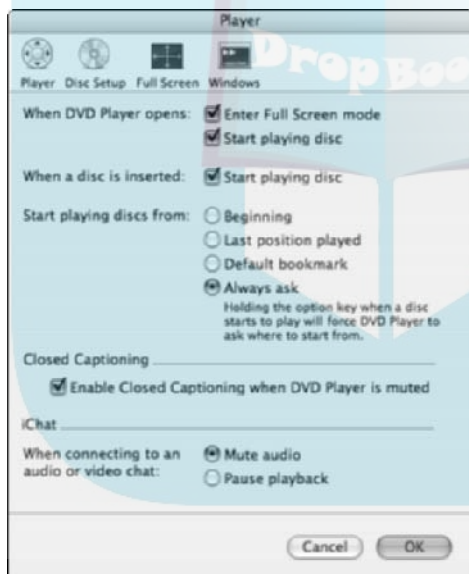 Player
Player Disc Setup Full Screen Windows
DropBoo
When DVD Player opens: Enter Full Screen mode
Start playing disc
When a disc is inserted: Start playing disc
Start playing discs from: Beginning
Last position played
Default bookmark
Always ask
Holding the option key when a disc
starts to play will force DVD Player to
ask where to start from.
Closed Captioning
Enable Closed Captioning when DVD Player is muted
iChat
When connecting to an
audio or video chat:
Mute audio
Pause playback
Cancel OK